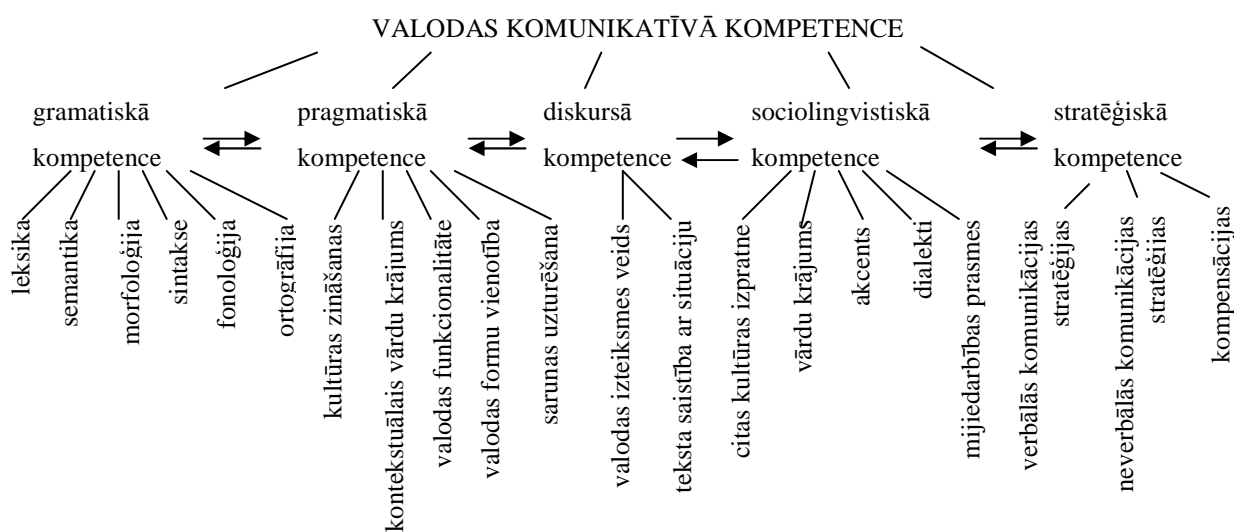 VALODAS KOMUNIKATĪVĀ KOMPETENCE
gramatiskā
kompetence
pragmatiskā
kompetence
diskursā
kompetence
sociolingvistiskā
kompetence
stratēģiskā
kompetence
leksika
semantika
morfoloģija
sintakse
fonoloģija
ortogrāfija
kultūras zināšanas
kontekstuālais vārdu krājums
valodas funkcionalitāte
valodas formu vienotība
sarunas uzturēšana
valodas izteiksmes veids
teksta saistība ar situāciju
citas kultūras izpratne
vārdu krājums
akcents
dialekti
mijiedarbības prasmes
verbālās komunikācijas
stratēģijas
neverbālās komunikācijas
stratēģijas
kompensācijas